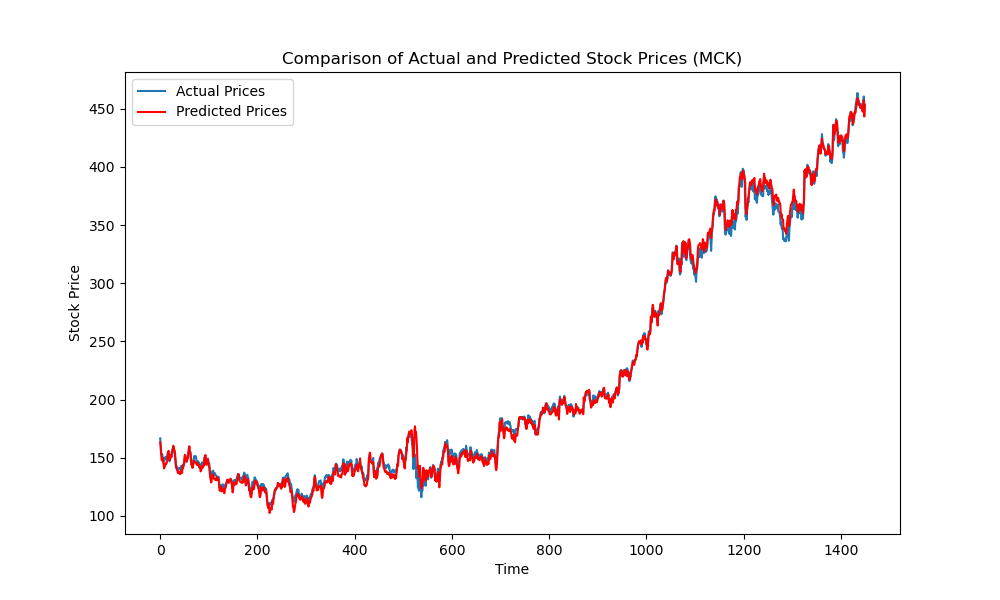 Comparison of Actual and Predicted Stock Prices (MCK)
Actual Prices
Predicted Prices
450
400
350
300
250
200
150
100
Stock Price
0 200 400 600 800 1000 1200 1400
Time